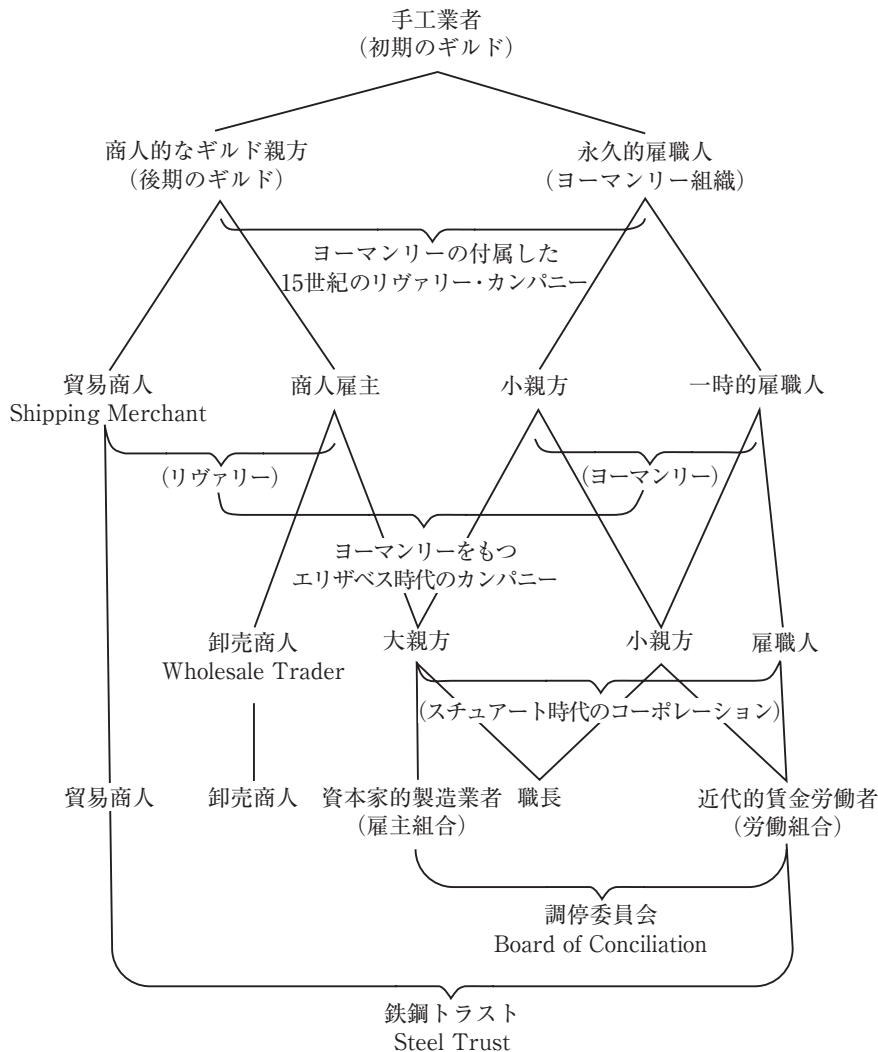 手工業者
(初期のギルド)
商人的なギルド親方
(後期のギルド)
永久的雇職人
(ヨーマンリー組織)
ヨーマンリーの付属した
15世紀のリヴァリー・カンパニー
貿易商人
Shipping Merchant
商人雇主
小親方
一時的雇職人
(リヴァリー)
(ヨーマンリー)
ヨーマンリーをもつ
エリザベス時代のカンパニー
卸売商人
Wholesale Trader
大親方
小親方
雇職人
(スチュアート時代のコーポレーション)
貿易商人
卸売商人
資本家的製造業者
(雇主組合)
職長
近代的賃金労働者
(労働組合)
調停委員会
Board of Conciliation
鉄鋼トラスト
Steel Trust